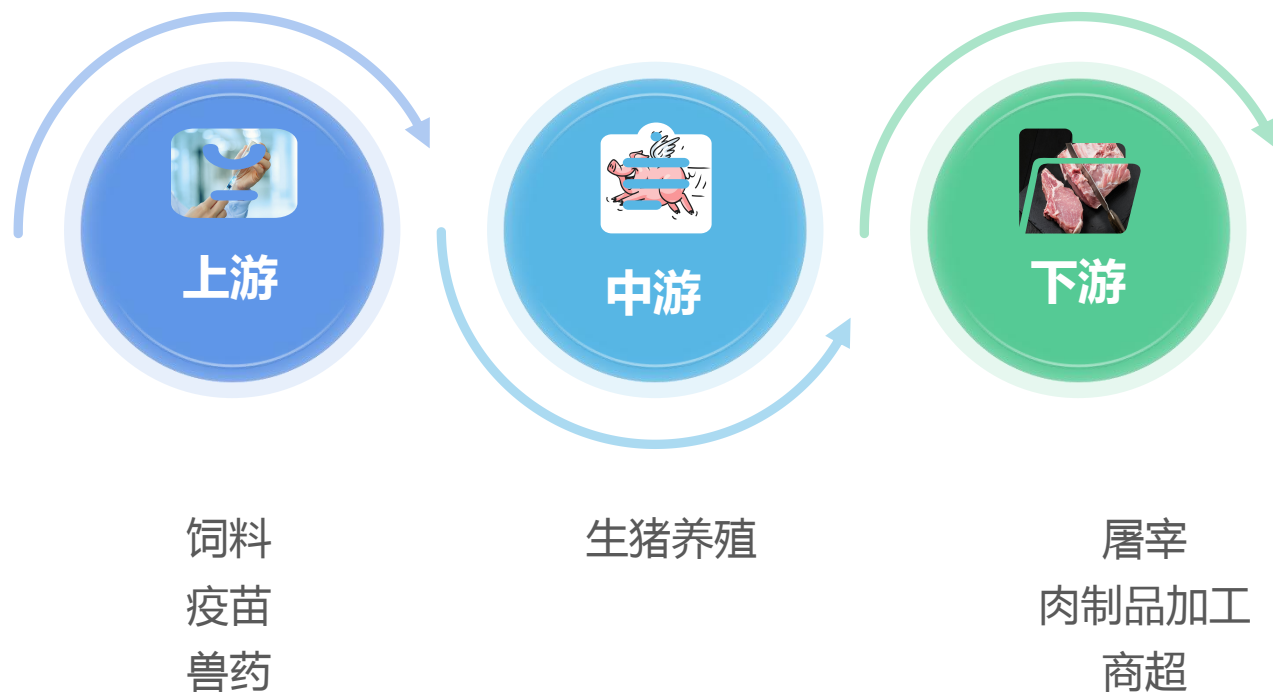 上游
中游
下游
饲料
疫苗
兽药
生猪养殖
屠宰
肉制品加工
商超